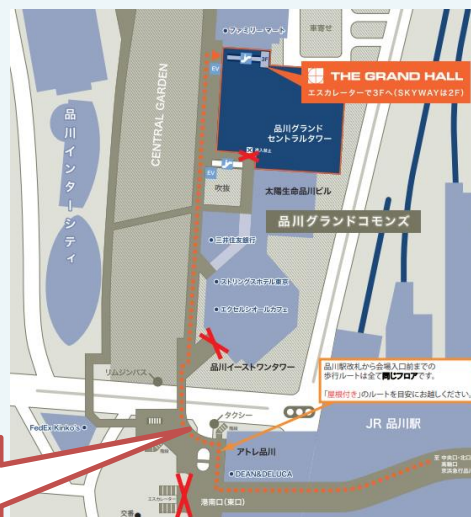 ファミリーマート
車寄せ
EV
THE GRAND HALL
エスカレーターで3Fへ(SKYWAYは2F)
CENTRAL GARDEN
品川インターシティ
品川グランド
セントラルタワー
EV
吹抜
太陽生命品川ビル
品川グランドコモンズ
三井住友銀行
ストリングスホテル東京
エクセルシオールカフェ
品川イーストワンタワー
リムジンバス
品川駅改札から会場入口前までの
歩行ルートは全て同じフロアです。
「屋根付き」のルートを目安にお越しください。
タクシー
FedEx Kinko's
JR 品川駅
アトレ品川
DEAN&DELUCA
エスカレーター
港南口(東口)
交番